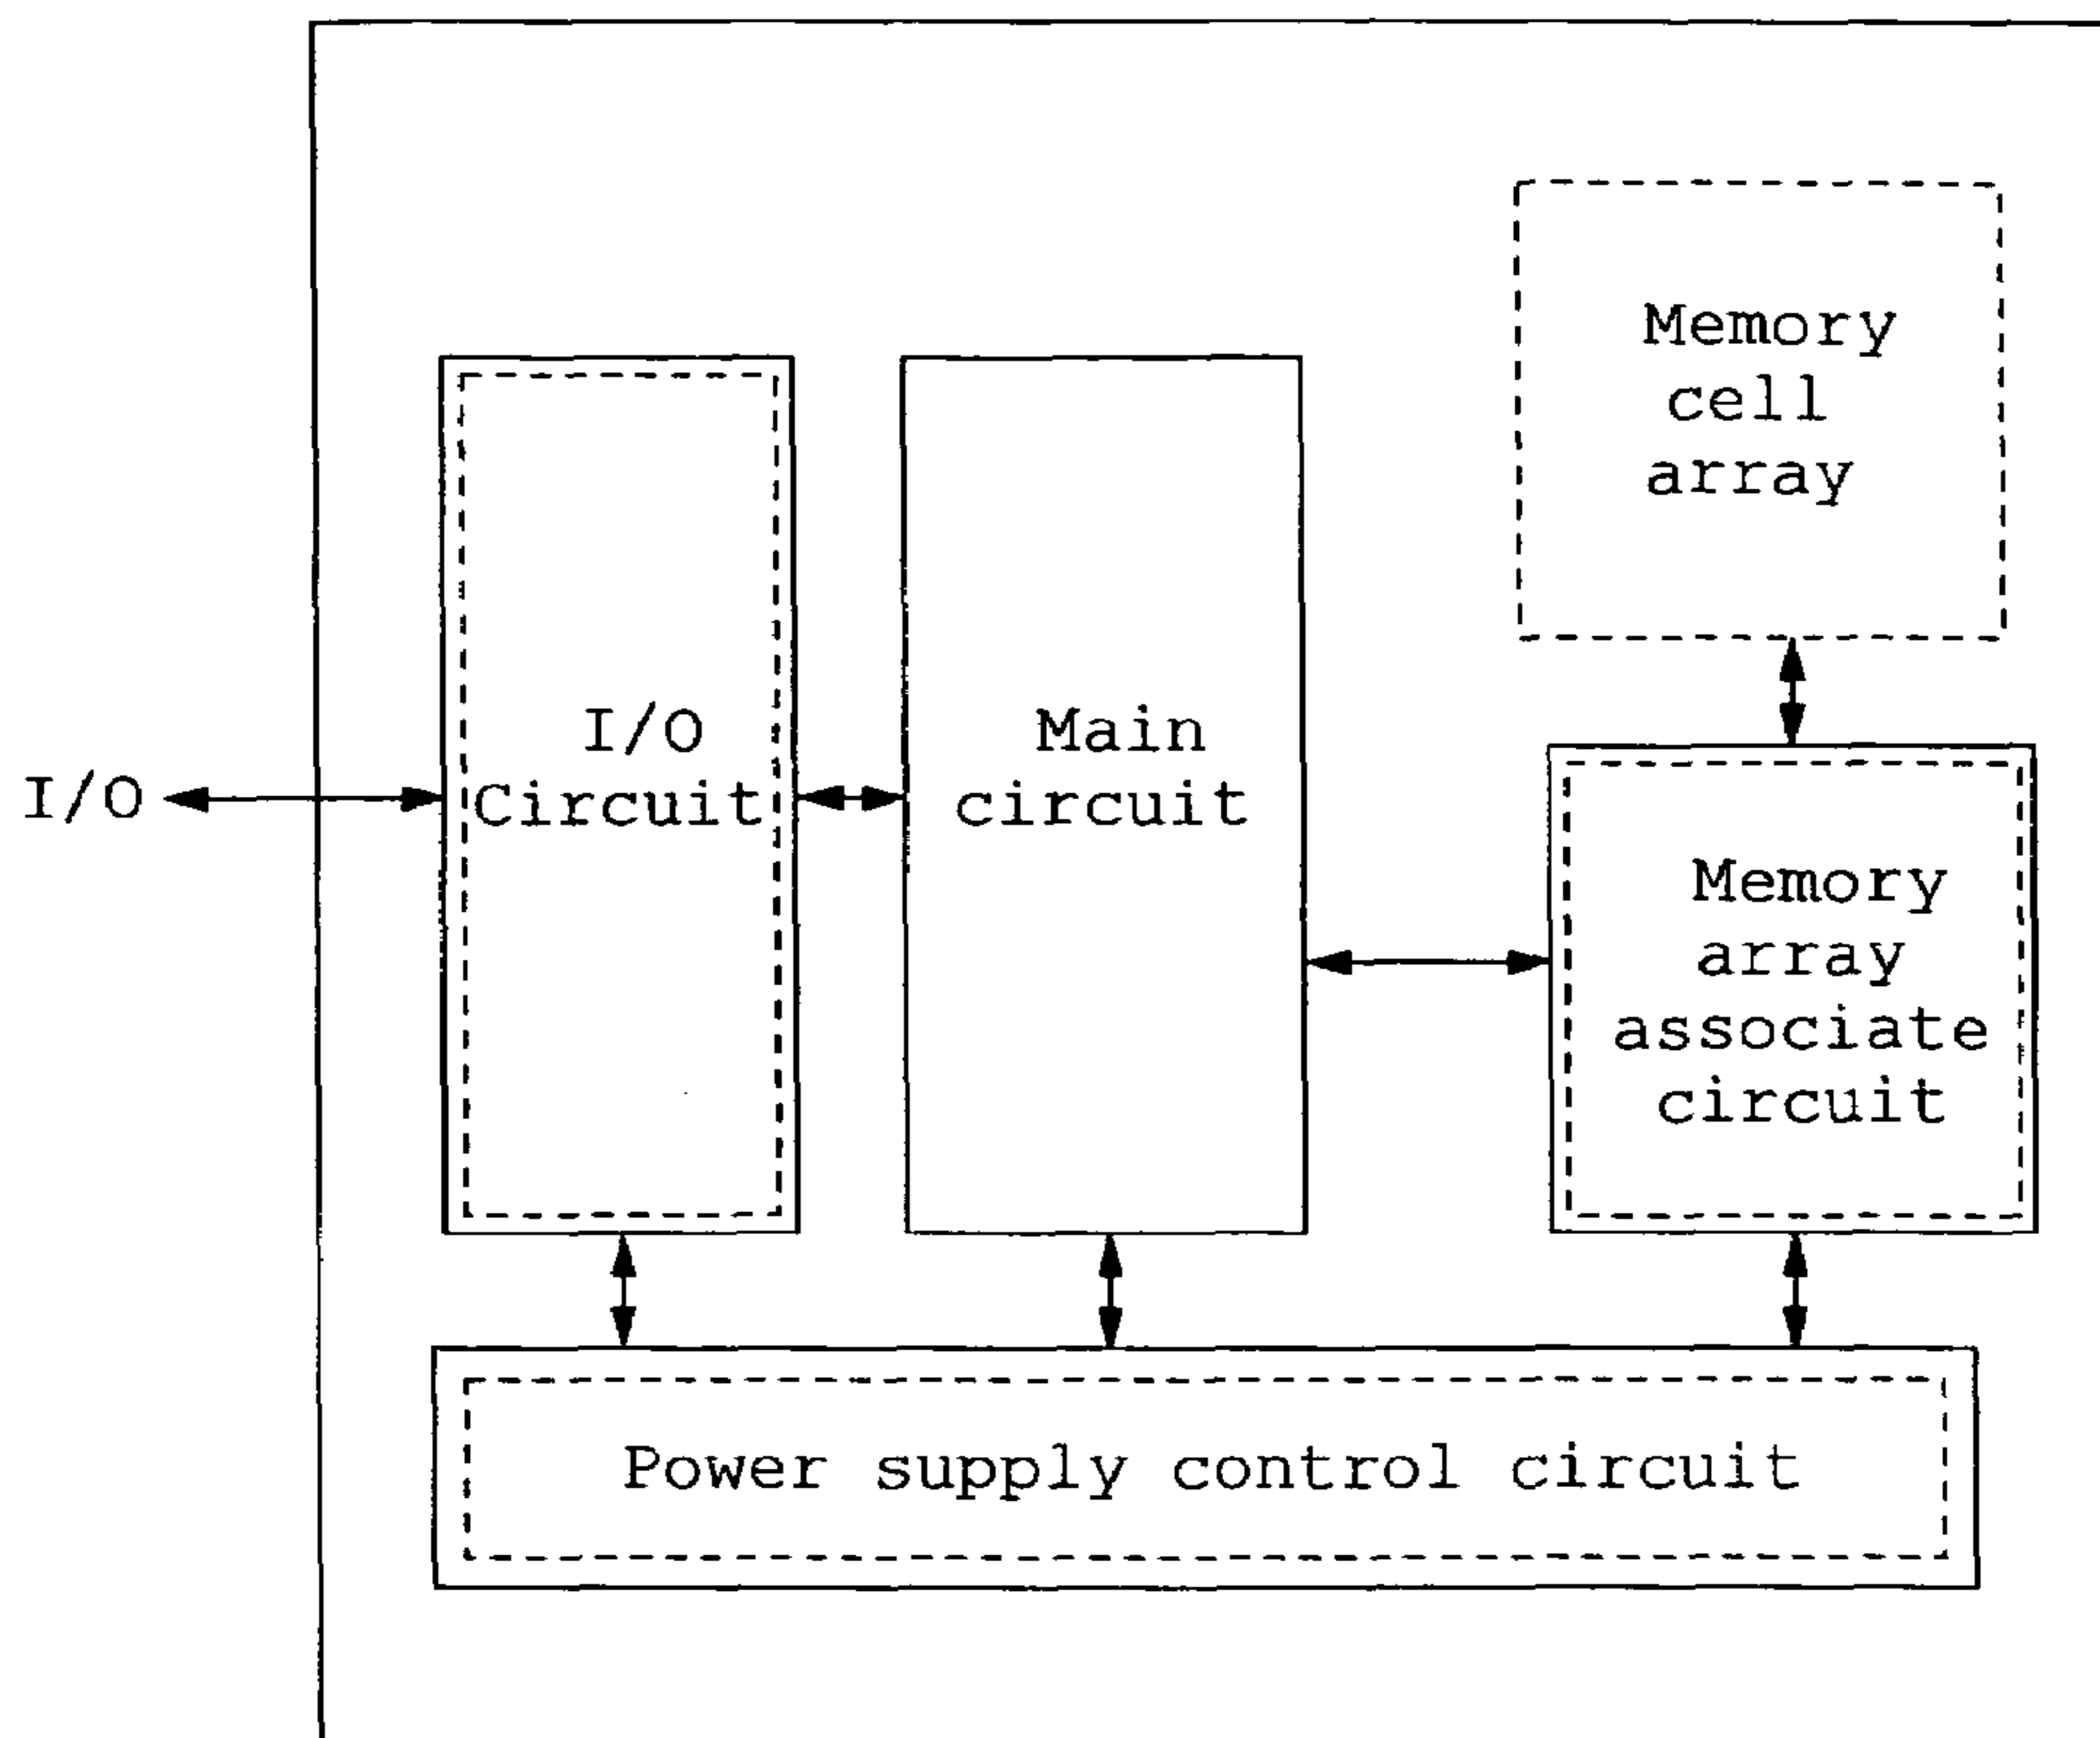 I/O
I/O
Circuit
Main
circuit
Memory
cell
array
Memory
array
associate
circuit
Power supply control circuit